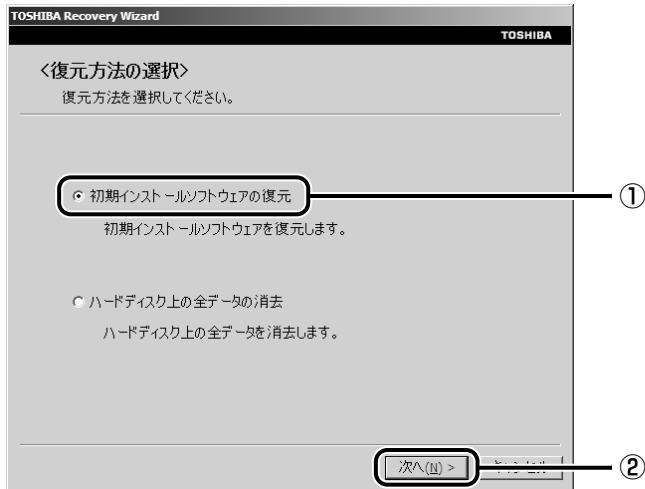 TOSHIBA Recovery Wizard
TOSHIBA
<復元方法の選択>
復元方法を選択してください。
初期インストールソフトウェアの復元
①
初期インストールソフトウェアを復元します。
ハードディスク上の全データの消去
ハードディスク上の全データを消去します。
次へ(N) >
②